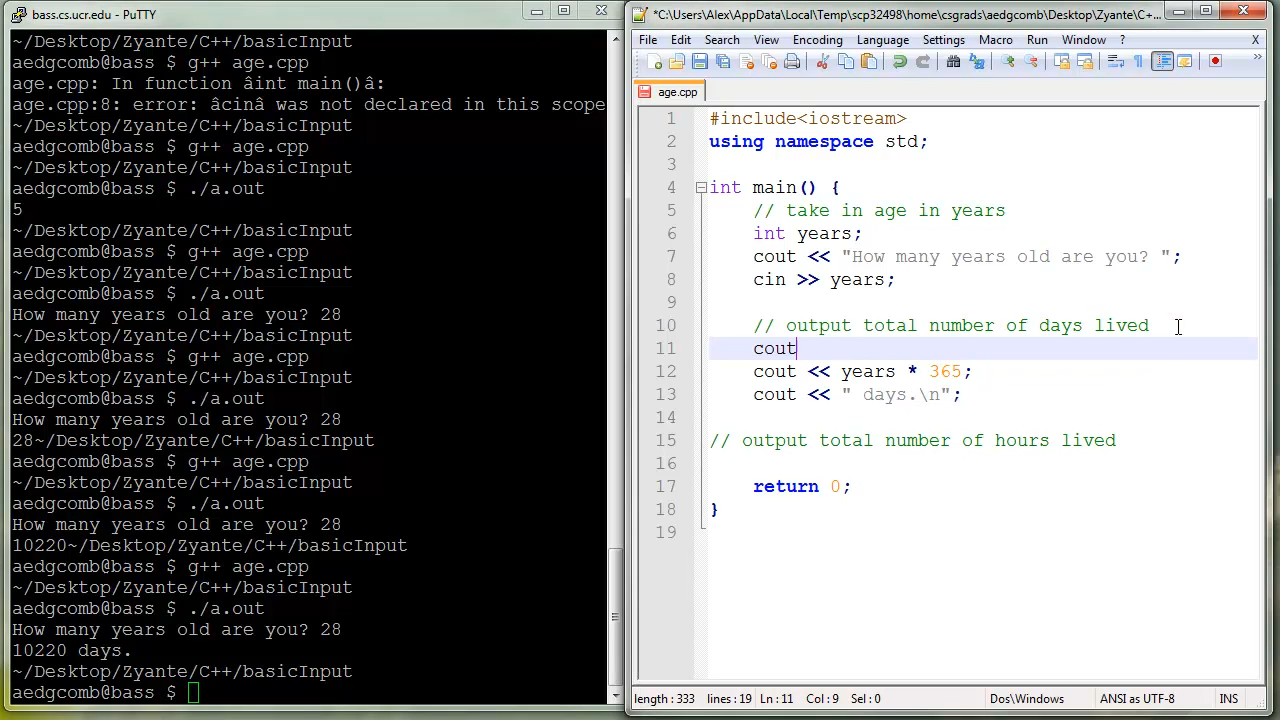 bass.cs.ucr.edu - PuTTY
~/Desktop/Zyante/C++/basicInput
aedgcomb@bass $ g++ age.cpp
age.cpp: In function âint main()â:
age.cpp:8: error: âcinâ was not declared in this scope
~/Desktop/Zyante/C++/basicInput
aedgcomb@bass $ g++ age.cpp
~/Desktop/Zyante/C++/basicInput
aedgcomb@bass $ ./a.out
5
~/Desktop/Zyante/C++/basicInput
aedgcomb@bass $ g++ age.cpp
~/Desktop/Zyante/C++/basicInput
aedgcomb@bass $ ./a.out
How many years old are you? 28
~/Desktop/Zyante/C++/basicInput
aedgcomb@bass $ g++ age.cpp
~/Desktop/Zyante/C++/basicInput
aedgcomb@bass $ ./a.out
How many years old are you? 28
28~/Desktop/Zyante/C++/basicInput
aedgcomb@bass $ g++ age.cpp
~/Desktop/Zyante/C++/basicInput
aedgcomb@bass $ ./a.out
How many years old are you? 28
10220~/Desktop/Zyante/C++/basicInput
aedgcomb@bass $ g++ age.cpp
~/Desktop/Zyante/C++/basicInput
aedgcomb@bass $ ./a.out
How many years old are you? 28
10220 days.
~/Desktop/Zyante/C++/basicInput
aedgcomb@bass $
*C:\Users\Alex\AppData\Local\Temp\scp32498\home\csgrads\aedgcomb\Desktop\Zyante\C+...
File Edit Search View Encoding Language Settings Macro Run Window ? X
age.cpp
1 #include<iostream>
2 using namespace std;
3
4 int main() {
5 // take in age in years
6 int years;
7 cout << "How many years old are you? ";
8 cin >> years;
9
10 // output total number of days lived
11 cout
12 cout << years * 365;
13 cout << " days.\n";
14
15 // output total number of hours lived
16
17 return 0;
18 }
19
length : 333 lines : 19 Ln : 11 Col : 9 Sel : 0 Dos\Windows ANSI as UTF-8 INS